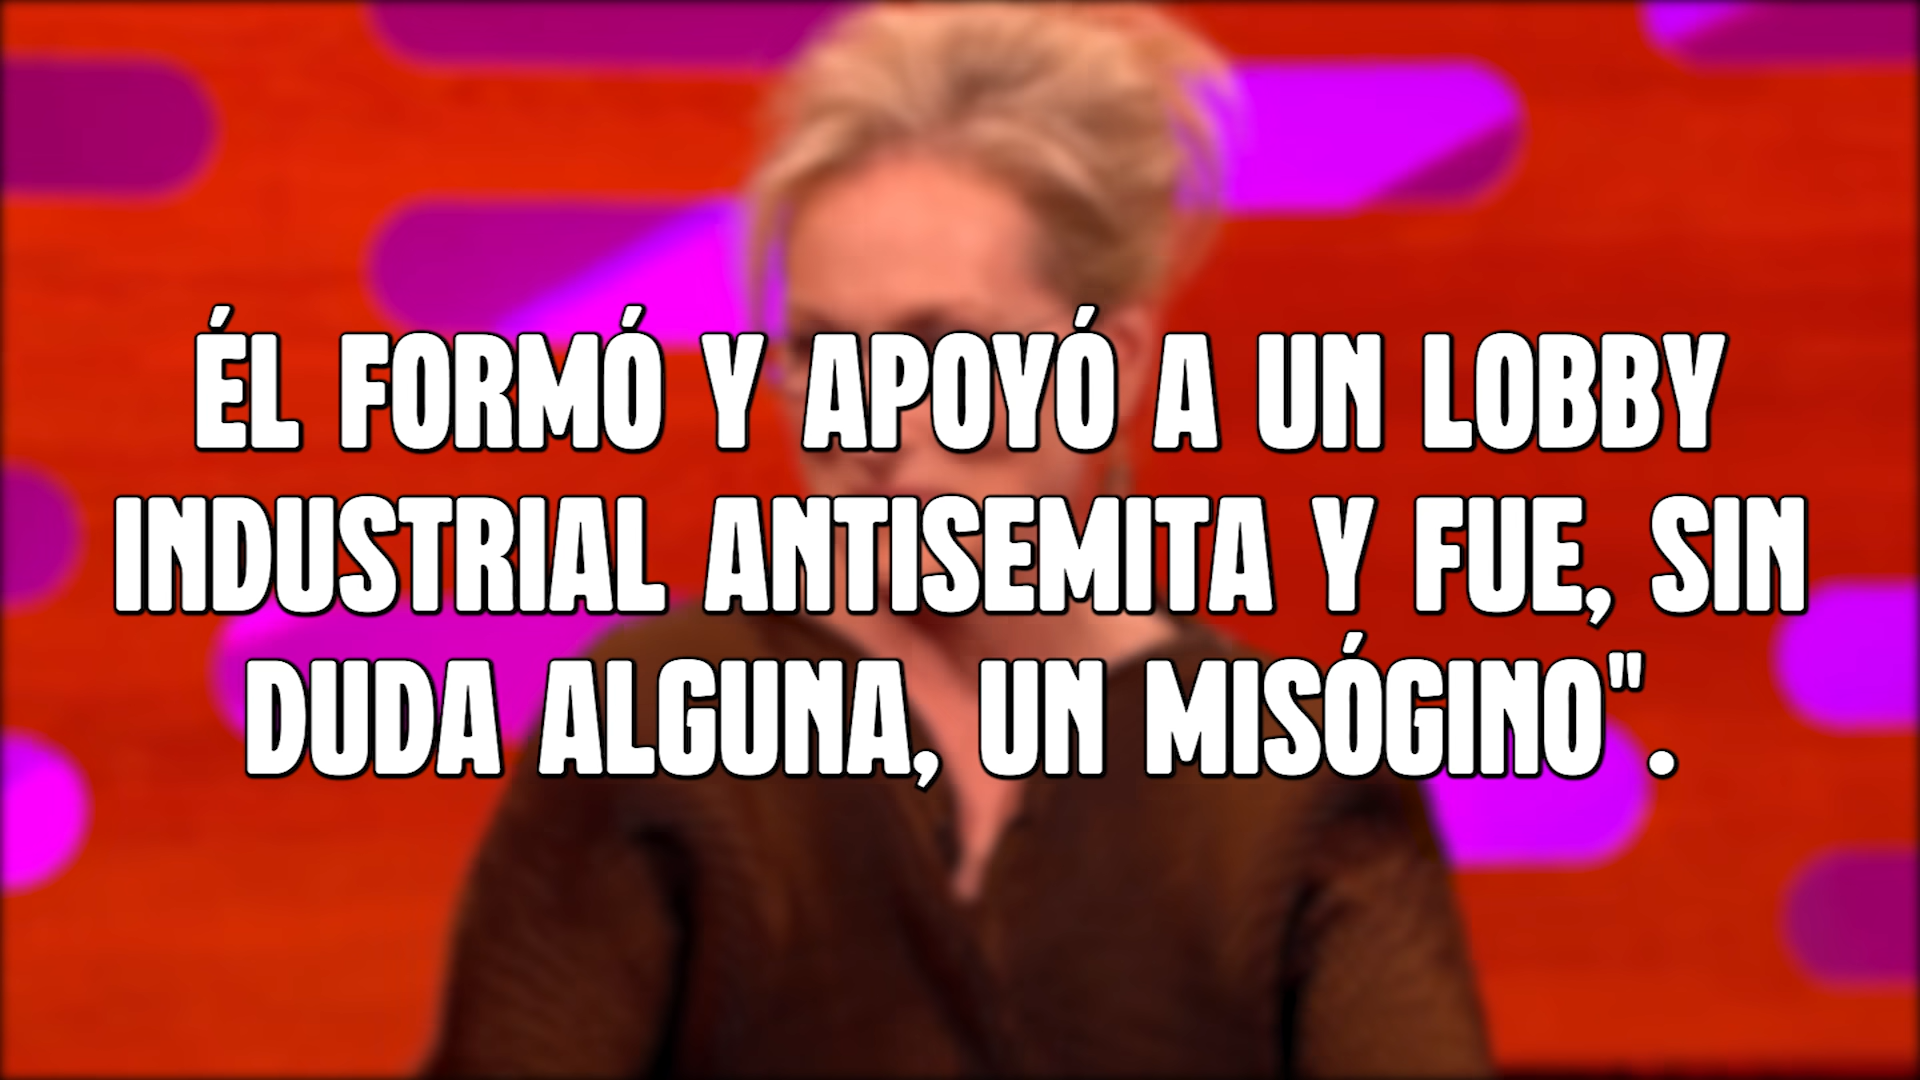 ÉL FORMÓ Y APOYÓ A UN LOBBY
INDUSTRIAL ANTISEMITA Y FUE, SIN
DUDA ALGUNA, UN MISÓGINO".